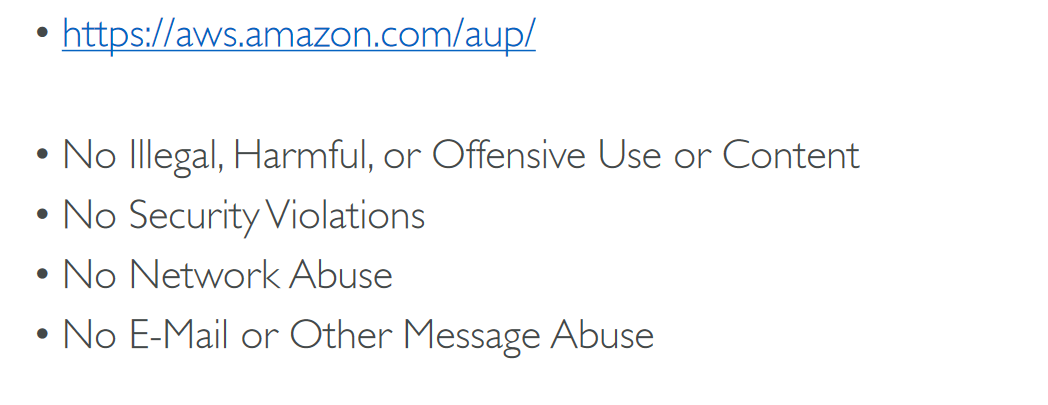 • https://aws.amazon.com/aup/
• No Illegal, Harmful, or Offensive Use or Content
• No Security Violations
• No Network Abuse
• No E-Mail or Other Message Abuse